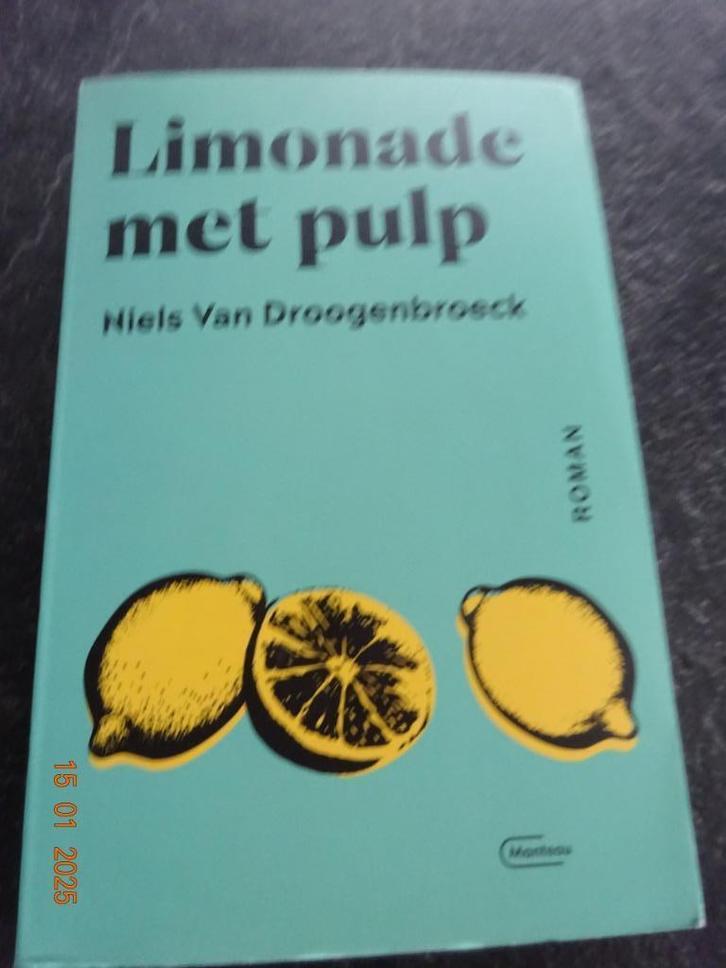 Limonade
met pulp
Niels Van Droogenbroeck
ROMAN
Manteau
15 01 2025